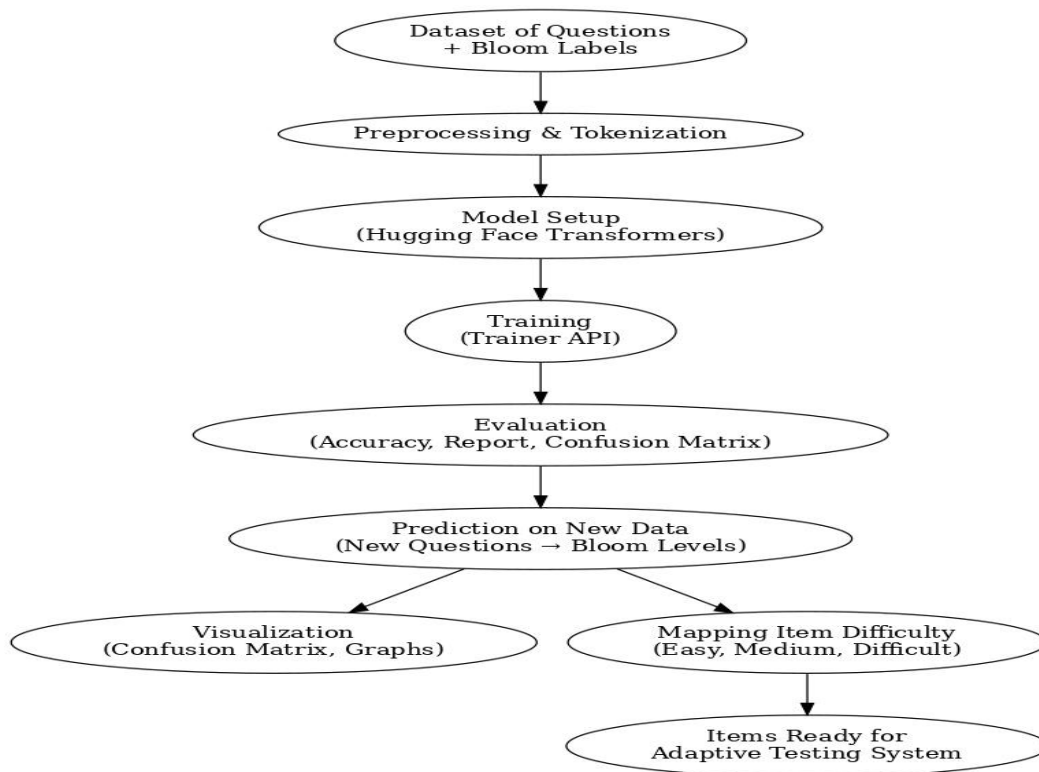 Dataset of Questions
+ Bloom Labels
Preprocessing & Tokenization
Model Setup
(Hugging Face Transformers)
Training
(Trainer API)
Evaluation
(Accuracy, Report, Confusion Matrix)
Prediction on New Data
(New Questions → Bloom Levels)
Visualization
(Confusion Matrix, Graphs)
Mapping Item Difficulty
(Easy, Medium, Difficult)
Items Ready for
Adaptive Testing System